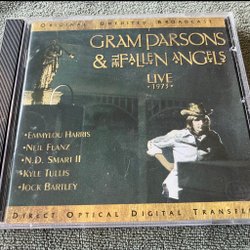 Original Unedited Broadcast
GRAM PARSONS
& THE FALLEN ANGELS
LIVE
•1973•
•Emmylou Harris
•Neil Flanz
•N.D. Smart II
•Kyle Tullis
•Jock Bartley
Direct Optical Digital Transfer